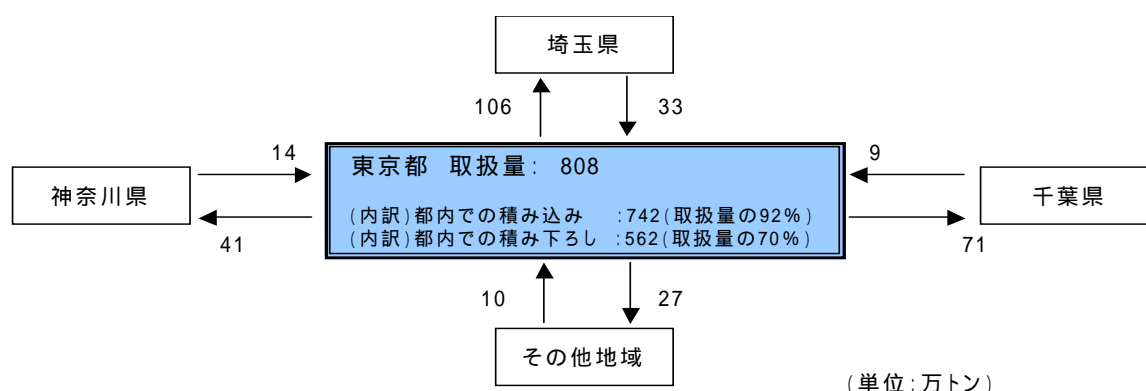 埼玉県
106
33
14
9
神奈川県
東京都 取扱量: 808
千葉県
(内訳)都内での積み込み :742(取扱量の92%)
(内訳)都内での積み下ろし :562(取扱量の70%)
41
71
10
27
その他地域
(単位:万トン)